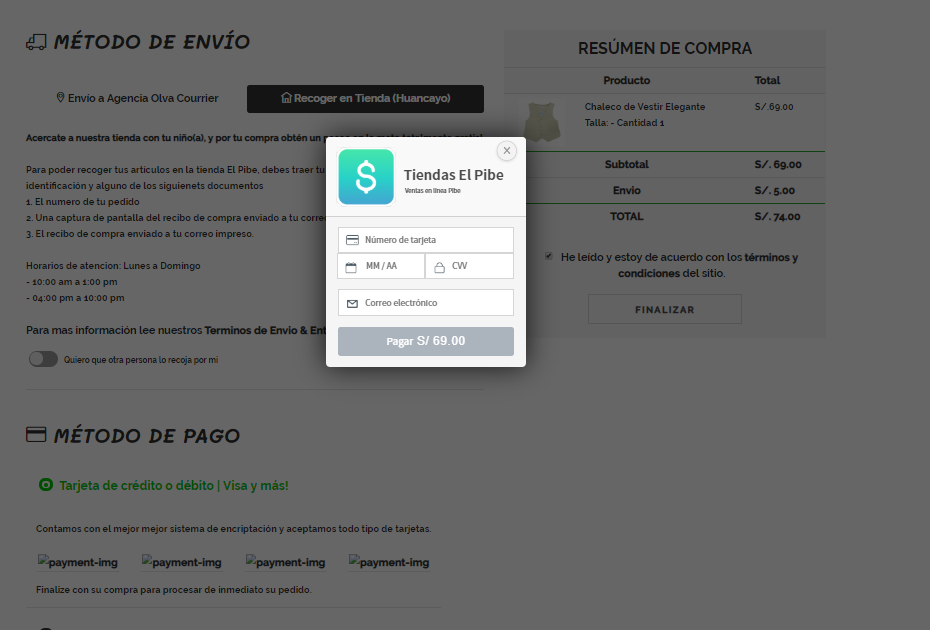 MÉTODO DE ENVÍO
Envío a Agencia Olva Courrier
Recoger en Tienda (Huancayo)
Acercate a nuestra tienda con tu niño(a), y por tu compra obtén un
Para poder recoger tus artículos en la tienda El Pibe, debes traer tu
identificación y alguno de los siguienets documentos
1. El numero de tu pedido
2. Una captura de pantalla del recibo de compra enviado a tu corre
3. El recibo de compra enviado a tu correo impreso.
Horarios de atencion: Lunes a Domingo
- 10:00 am a 1:00 pm
- 04:00 pm a 10:00 pm
Para mas información lee nuestros Terminos de Envio & Ent
Quiero que otra persona lo recoja por mi
MÉTODO DE PAGO
Tarjeta de crédito o débito | Visa y más!
Contamos con el mejor mejor sistema de encriptación y aceptamos todo tipo de tarjetas.
payment-img payment-img payment-img payment-img
Finalize con su compra para procesar de inmediato su pedido.
X
$
Tiendas El Pibe
Ventas en linea Pibe
Número de tarjeta
MM / AA
CVV
Correo electrónico
Pagar S/ 69.00
RESÚMEN DE COMPRA
Producto Total
Chaleco de Vestir Elegante S/.69.00
Talla: - Cantidad 1
Subtotal S/. 69.00
Envio S/. 5.00
TOTAL S/. 74.00
He leído y estoy de acuerdo con los términos y
condiciones del sitio.
FINALIZAR